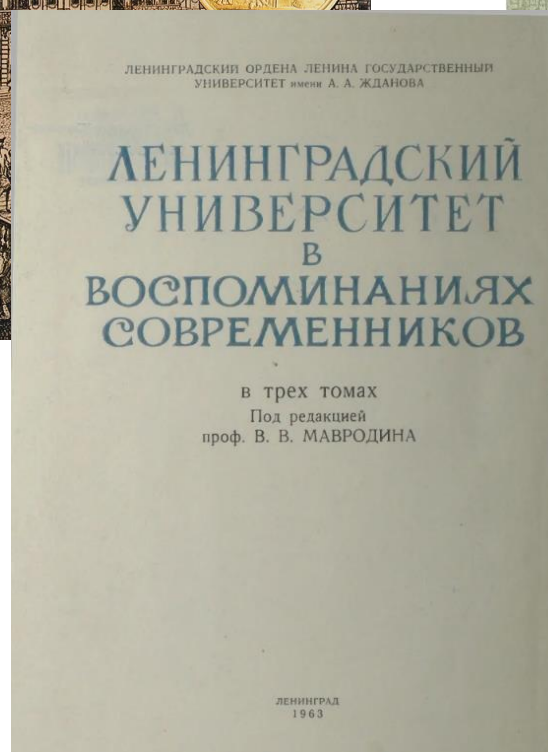 ЛЕНИНГРАДСКИЙ ОРДЕНА ЛЕНИНА ГОСУДАРСТВЕННЫЙ
УНИВЕРСИТЕТ имени А. А. ЖДАНОВА
ЛЕНИНГРАДСКИЙ
УНИВЕРСИТЕТ
В
ВОСПОМИНАНИЯХ
СОВРЕМЕННИКОВ
в трех томах
Под редакцией
проф. В. В. МАВРОДИНА
ЛЕНИНГРАД
1963